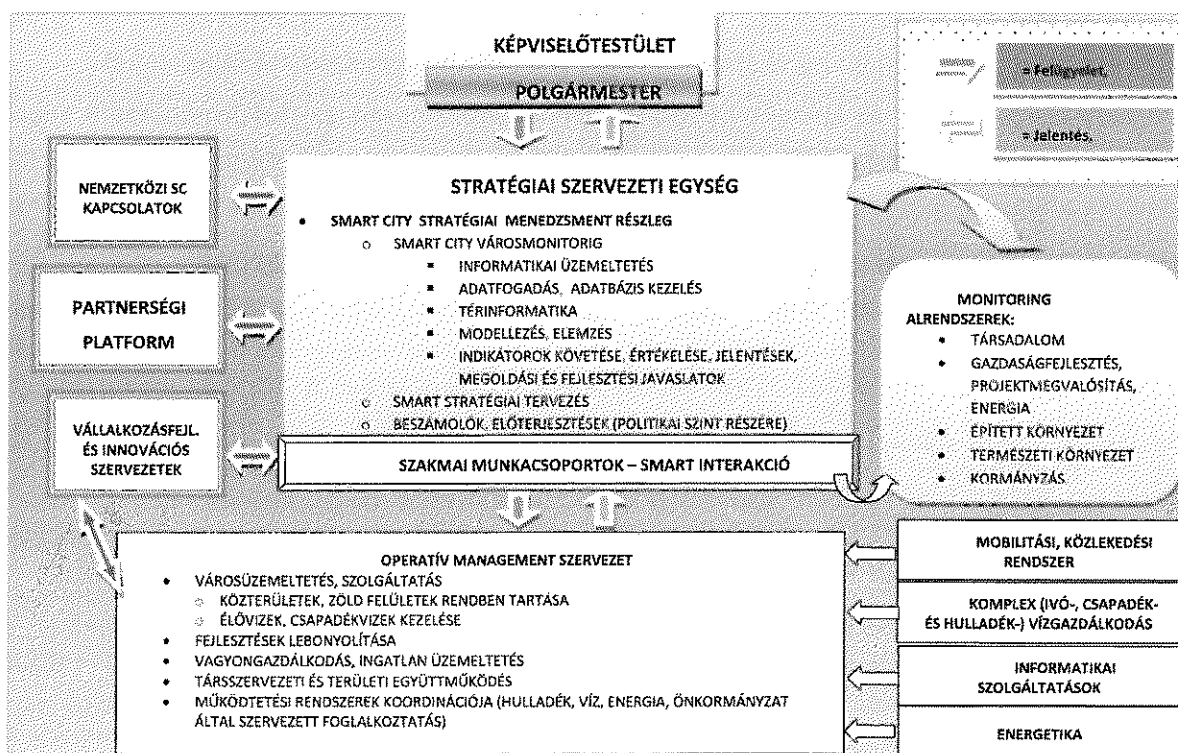 KÉPVISELŐTESTÜLET
POLGÁRMESTER
= Felügyelet,
= Jelentés,
NEMZETKÖZI SC
KAPCSOLATOK
PARTNERSÉGI
PLATFORM
VÁLLALKOZÁSFEJL.
ÉS INNOVÁCIÓS
SZERVEZETEK
STRATÉGIAI SZERVEZETI EGYSÉG
• SMART CITY STRATÉGIAI MENEDZSMENT RÉSZLEG
○ SMART CITY VÁROSMONITORIG
▪ INFORMATIKAI ÜZEMELTETÉS
▪ ADATFOGADÁS, ADATBÁZIS KEZELÉS
▪ TÉRINFORMATIKA
▪ MODELLEZÉS, ELEMZÉS
▪ INDIKÁTOROK KÖVETÉSE, ÉRTÉKELÉSE, JELENTÉSEK,
MEGOLDÁSI ÉS FEJLESZTÉSI JAVASLATOK
○ SMART STRATÉGIAI TERVEZÉS
○ BESZÁMOLÓK, ELŐTERJESZTÉSEK (POLITIKAI SZINT RÉSZÉRE)
SZAKMAI MUNKACSOPORTOK – SMART INTERAKCIÓ
MONITORING
ALRENDSZEREK:
• TÁRSADALOM
• GAZDASÁGFEJLESZTÉS,
PROJEKTMEGVALÓSÍTÁS,
ENERGIA
• ÉPÍTETT KÖRNYEZET
• TERMÉSZETI KÖRNYEZET
• KORMÁNYZÁS
OPERATÍV MANAGEMENT SZERVEZET
• VÁROSÜZEMELTETÉS, SZOLGÁLTATÁS
○ KÖZTERÜLETEK, ZÖLD FELÜLETEK RENDBEN TARTÁSA
○ ÉLŐVIZEK, CSAPADÉKVIZEK KEZELÉSE
• FEJLESZTÉSEK LEBONYOLÍTÁSA
• VAGYONGAZDÁLKODÁS, INGATLAN ÜZEMELTETÉS
• TÁRSSZERVEZETI ÉS TERÜLETI EGYÜTTMŰKÖDÉS
• MŰKÖDTETÉSI RENDSZEREK KOORDINÁCIÓJA (HULLADÉK, VÍZ, ENERGIA, ÖNKORMÁNYZAT
ÁLTAL SZERVEZETT FOGLALKOZTATÁS)
MOBILITÁSI, KÖZLEKEDÉSI
RENDSZER
KOMPLEX (IVÓ-, CSAPADÉK-
ÉS HULLADÉK-) VÍZGAZDÁLKODÁS
INFORMATIKAI
SZOLGÁLTATÁSOK
ENERGETIKA